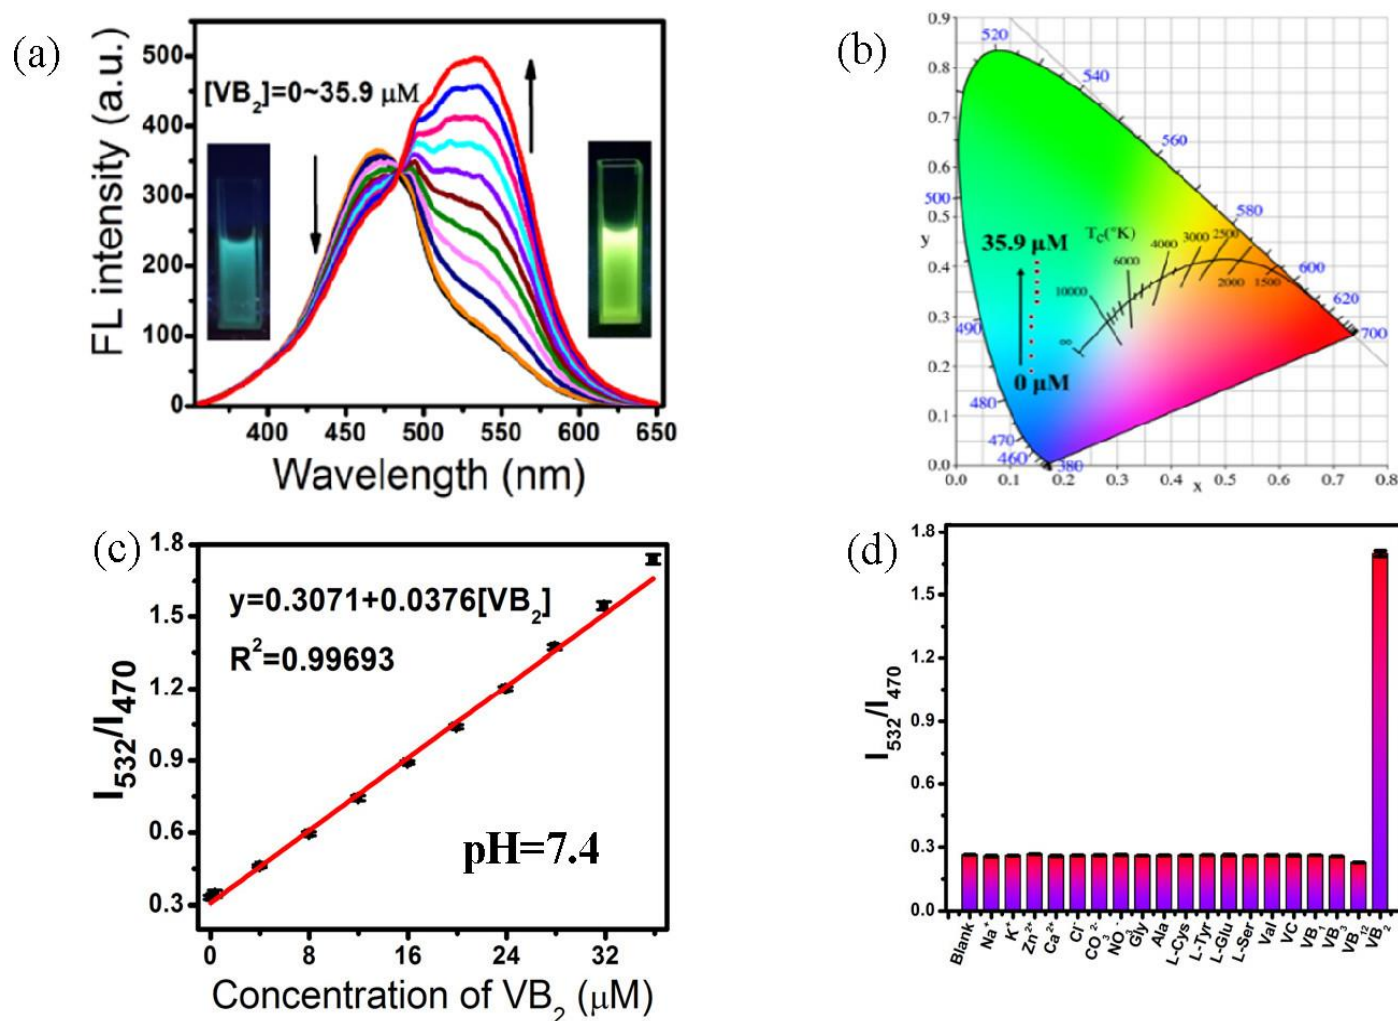 (a)
[VB₂]=0~35.9 μM
FL intensity (a.u.)
500
400
300
200
100
0
400 450 500 550 600 650
Wavelength (nm)
(b)
0.9
0.8
0.7
0.6
0.5
y
0.4
0.3
0.2
0.1
0.0
0.0 0.1 0.2 0.3 0.4 0.5 0.6 0.7 0.8
x
520
540
560
500
580
600
620
700
490
480
470
460
380
35.9 μM
0 μM
Tc(°K)
∞
10000
6000
4000
3000
2500
2000
1500
(c)
y=0.3071+0.0376[VB₂]
R²=0.99693
I₅₃₂/I₄₇₀
1.8
1.5
1.2
0.9
0.6
0.3
pH=7.4
0 8 16 24 32
Concentration of VB₂ (μM)
(d)
I₅₃₂/I₄₇₀
1.8
1.5
1.2
0.9
0.6
0.3
0.0
Blank
Na⁺
K⁺
Zn²⁺
Ca²⁺
Cl⁻
CO₃²⁻
NO₃⁻
Gly
Ala
L-Cys
L-Tyr
L-Glu
L-Ser
Val
VC
VB₁
VB₃
VB₁₂
VB₂